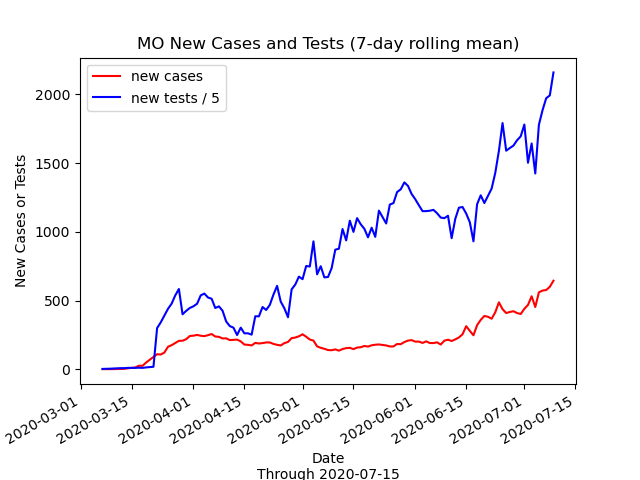 MO New Cases and Tests (7-day rolling mean)
new cases
new tests / 5
New Cases or Tests
2000
1500
1000
500
0
2020-03-01
2020-03-15
2020-04-01
2020-04-15
2020-05-01
2020-05-15
2020-06-01
2020-06-15
2020-07-01
2020-07-15
Date
Through 2020-07-15